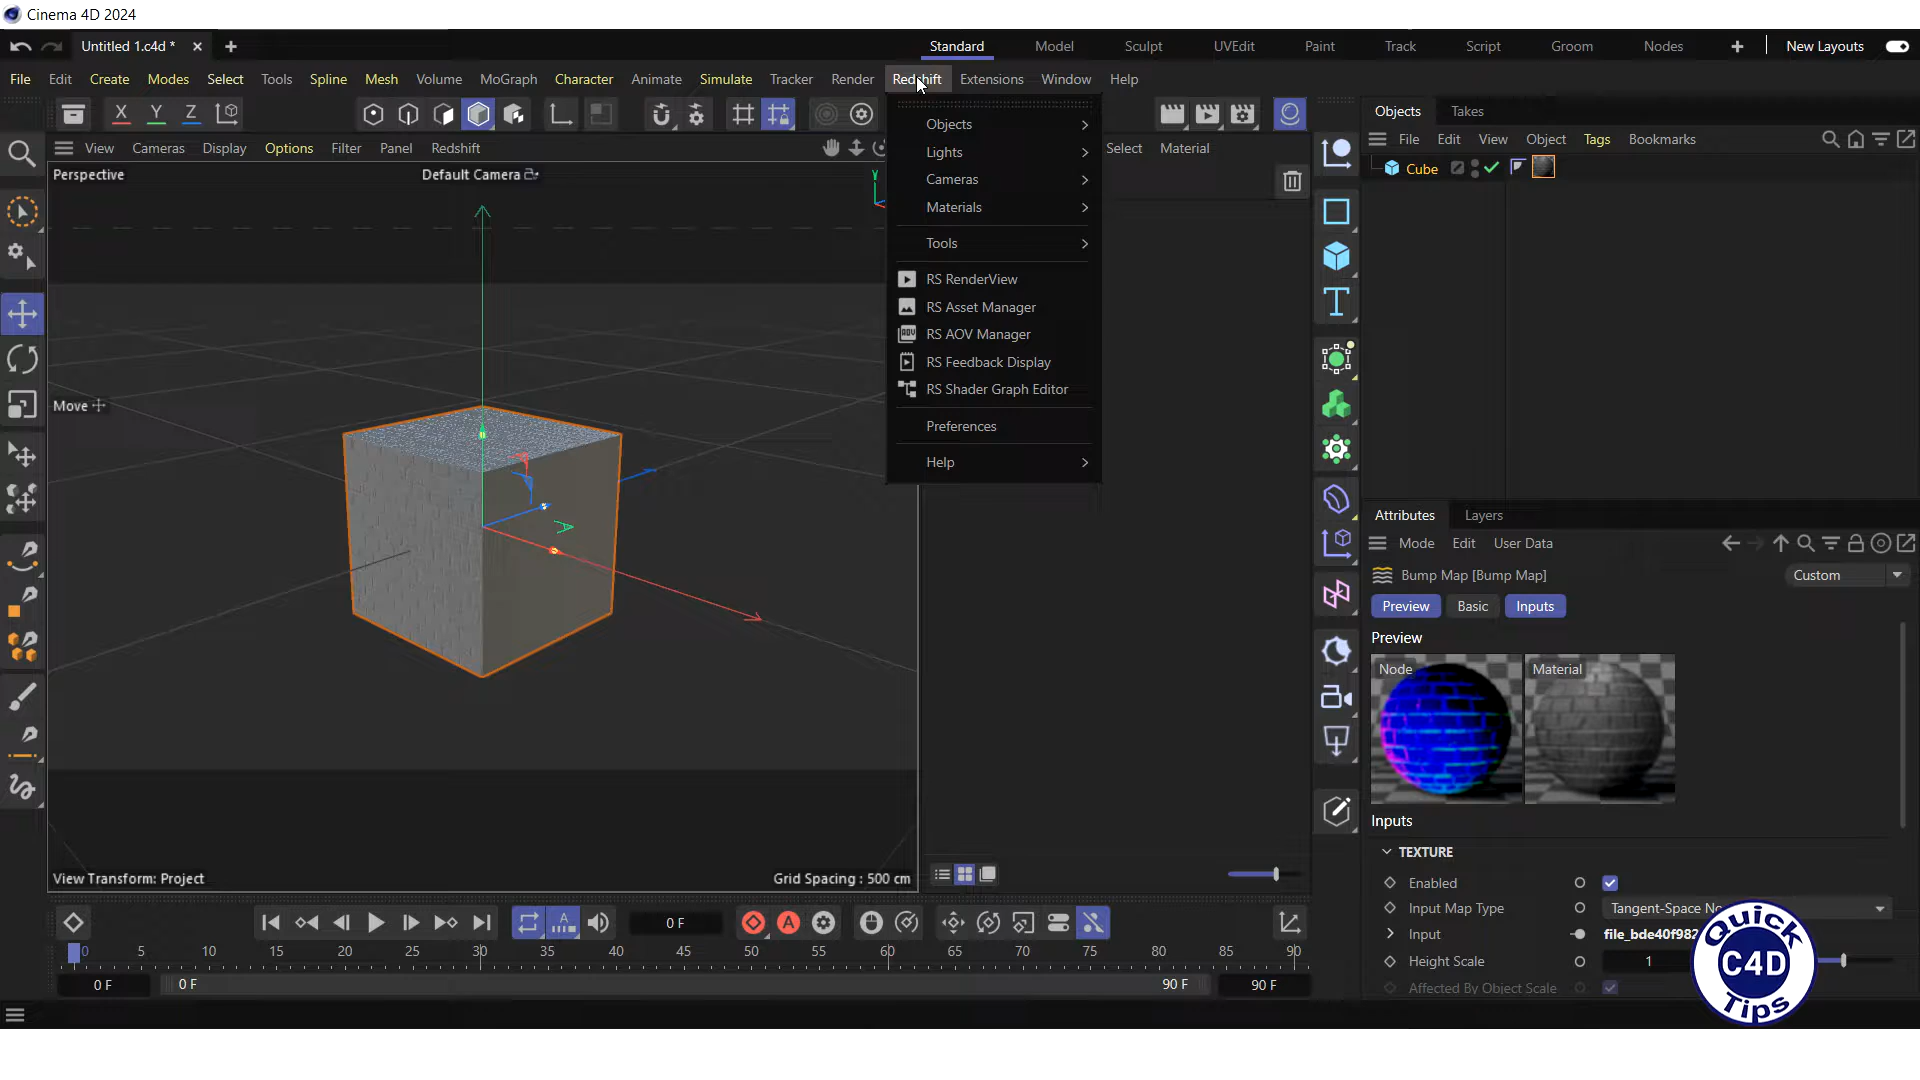 Cinema 4D 2024
Untitled 1.c4d *
Standard Model Sculpt UVEdit Paint Track Script Groom Nodes New Layouts
File Edit Create Modes Select Tools Spline Mesh Volume MoGraph Character Animate Simulate Tracker Render Redshift Extensions Window Help
X Y Z
Objects Takes
View Cameras Display Options Filter Panel Redshift
Select Material
File Edit View Object Tags Bookmarks
Perspective
Default Camera
Y
Cube
Objects
Lights
Cameras
Materials
Tools
RS RenderView
RS Asset Manager
RS AOV Manager
RS Feedback Display
RS Shader Graph Editor
Preferences
Help
Move
View Transform: Project
Grid Spacing : 500 cm
Attributes Layers
Mode Edit User Data
Bump Map [Bump Map]
Custom
Preview Basic Inputs
Preview
Node
Material
Inputs
TEXTURE
Enabled
Input Map Type
Tangent-Space No
Input
file_bde40f982
Height Scale
1
Affected By Object Scale
0 F
0 5 10 15 20 25 30 35 40 45 50 55 60 65 70 75 80 85 90
0 F 0 F 90 F 90 F
Quick
C4D
Tips